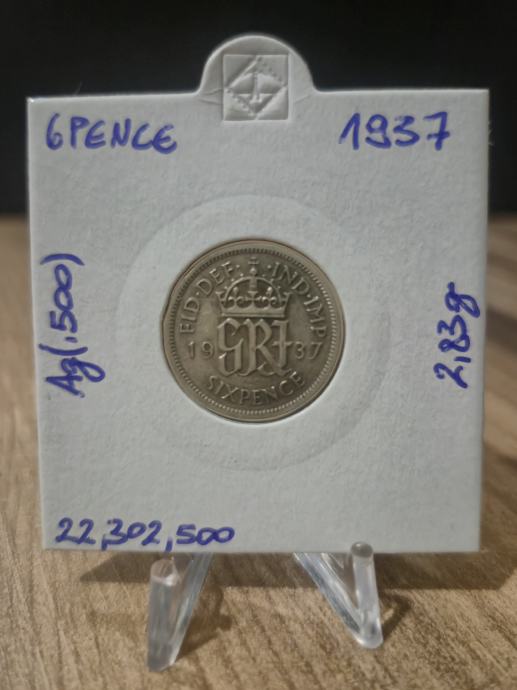 6PENCE
1937
Ag(.500)
2,83g
FID·DEF· IND·IMP
GRI
19 37
SIXPENCE
22,302,500